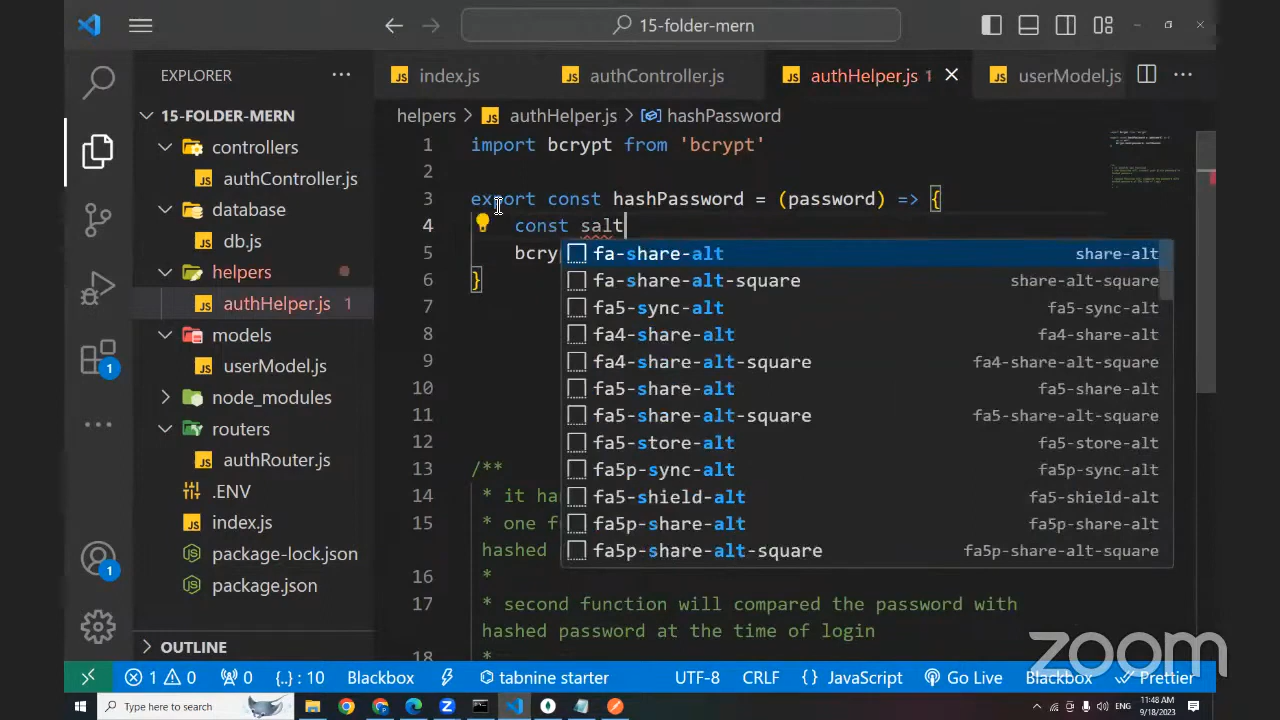 15-folder-mern
EXPLORER
index.js
authController.js
authHelper.js 1
userModel.js
15-FOLDER-MERN
controllers
authController.js
database
db.js
helpers
authHelper.js 1
models
userModel.js
node_modules
routers
authRouter.js
.ENV
index.js
package-lock.json
package.json
OUTLINE
helpers > authHelper.js > hashPassword
1 import bcrypt from 'bcrypt'
2
3 export const hashPassword = (password) => {
4 const salt
5 bcry
6 }
7
8
9
10
11
12
13 /**
14 * it ha
15 * one f
hashed
16 *
17 * second function will compared the password with
hashed password at the time of login
18 *
fa-share-alt share-alt
fa-share-alt-square share-alt-square
fa5-sync-alt fa5-sync-alt
fa4-share-alt fa4-share-alt
fa4-share-alt-square fa4-share-alt-square
fa5-share-alt fa5-share-alt
fa5-share-alt-square fa5-share-alt-square
fa5-store-alt fa5-store-alt
fa5p-sync-alt fa5p-sync-alt
fa5-shield-alt fa5-shield-alt
fa5p-share-alt fa5p-share-alt
fa5p-share-alt-square fa5p-share-alt-square
1
1
zoom
1 0 0 {..} : 10 Blackbox tabnine starter UTF-8 CRLF {} JavaScript Go Live Blackbox Prettier
Type here to search
ENG
11:48 AM
9/18/2023